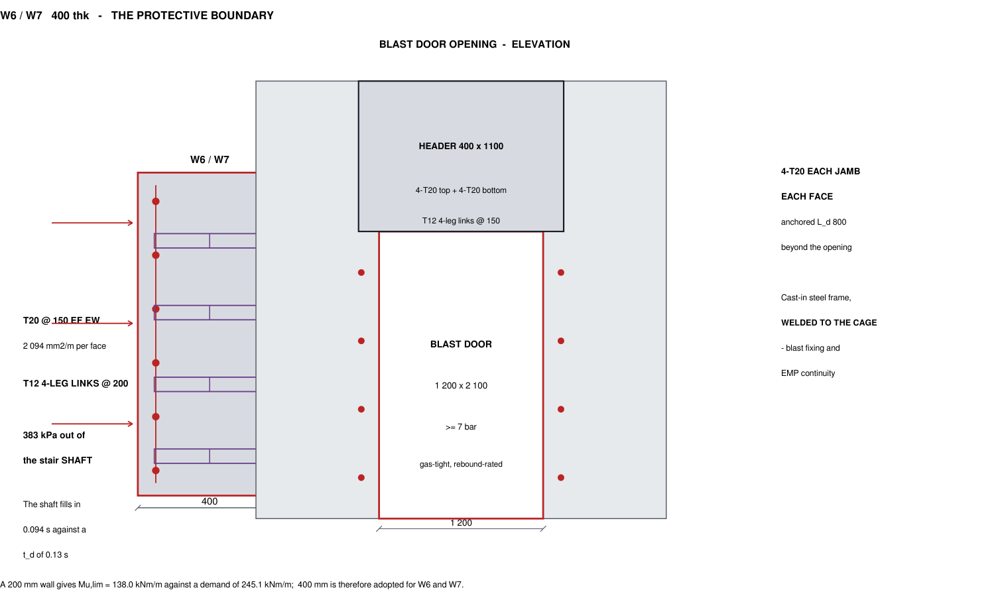 W6 / W7 400 thk - THE PROTECTIVE BOUNDARY
BLAST DOOR OPENING - ELEVATION
W6 / W7
T20 @ 150 EF EW
2 094 mm2/m per face
T12 4-LEG LINKS @ 200
383 kPa out of
the stair SHAFT
The shaft fills in
0.094 s against a
t_d of 0.13 s
400
HEADER 400 x 1100
4-T20 top + 4-T20 bottom
T12 4-leg links @ 150
BLAST DOOR
1 200 x 2 100
>= 7 bar
gas-tight, rebound-rated
1 200
4-T20 EACH JAMB
EACH FACE
anchored L_d 800
beyond the opening
Cast-in steel frame,
WELDED TO THE CAGE
- blast fixing and
EMP continuity
A 200 mm wall gives Mu,lim = 138.0 kNm/m against a demand of 245.1 kNm/m; 400 mm is therefore adopted for W6 and W7.